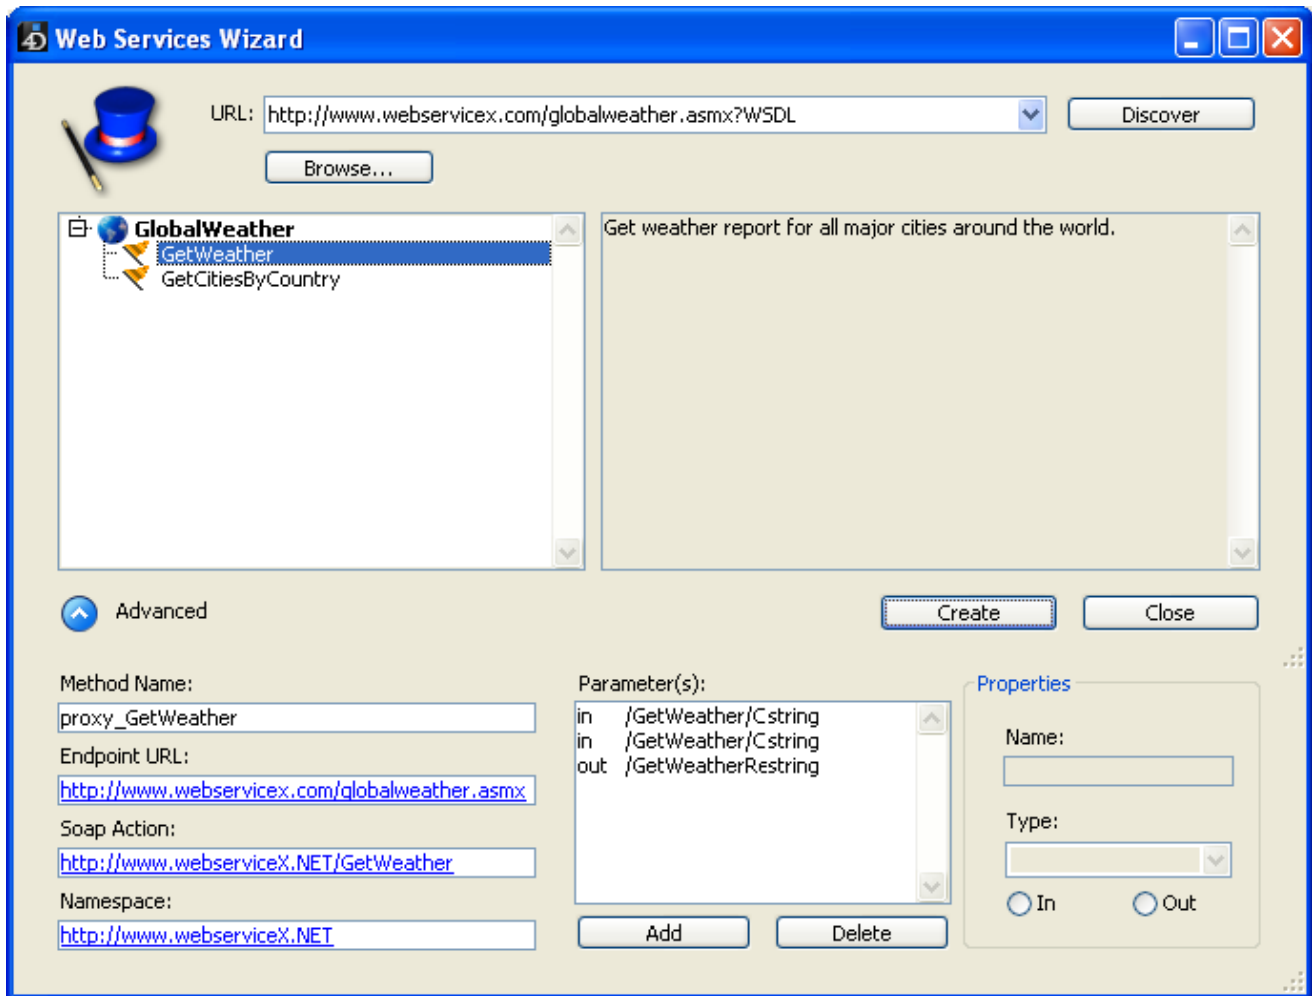 4D Web Services Wizard
URL: http://www.webservicex.com/globalweather.asmx?WSDL Discover
Browse...
GlobalWeather
GetWeather
GetCitiesByCountry
Get weather report for all major cities around the world.
Advanced
Create Close
Method Name:
proxy_GetWeather
Endpoint URL:
http://www.webservicex.com/globalweather.asmx
Soap Action:
http://www.webserviceX.NET/GetWeather
Namespace:
http://www.webserviceX.NET
Parameter(s):
in /GetWeather/Cstring
in /GetWeather/Cstring
out /GetWeatherRestring
Add Delete
Properties
Name:
Type:
In Out